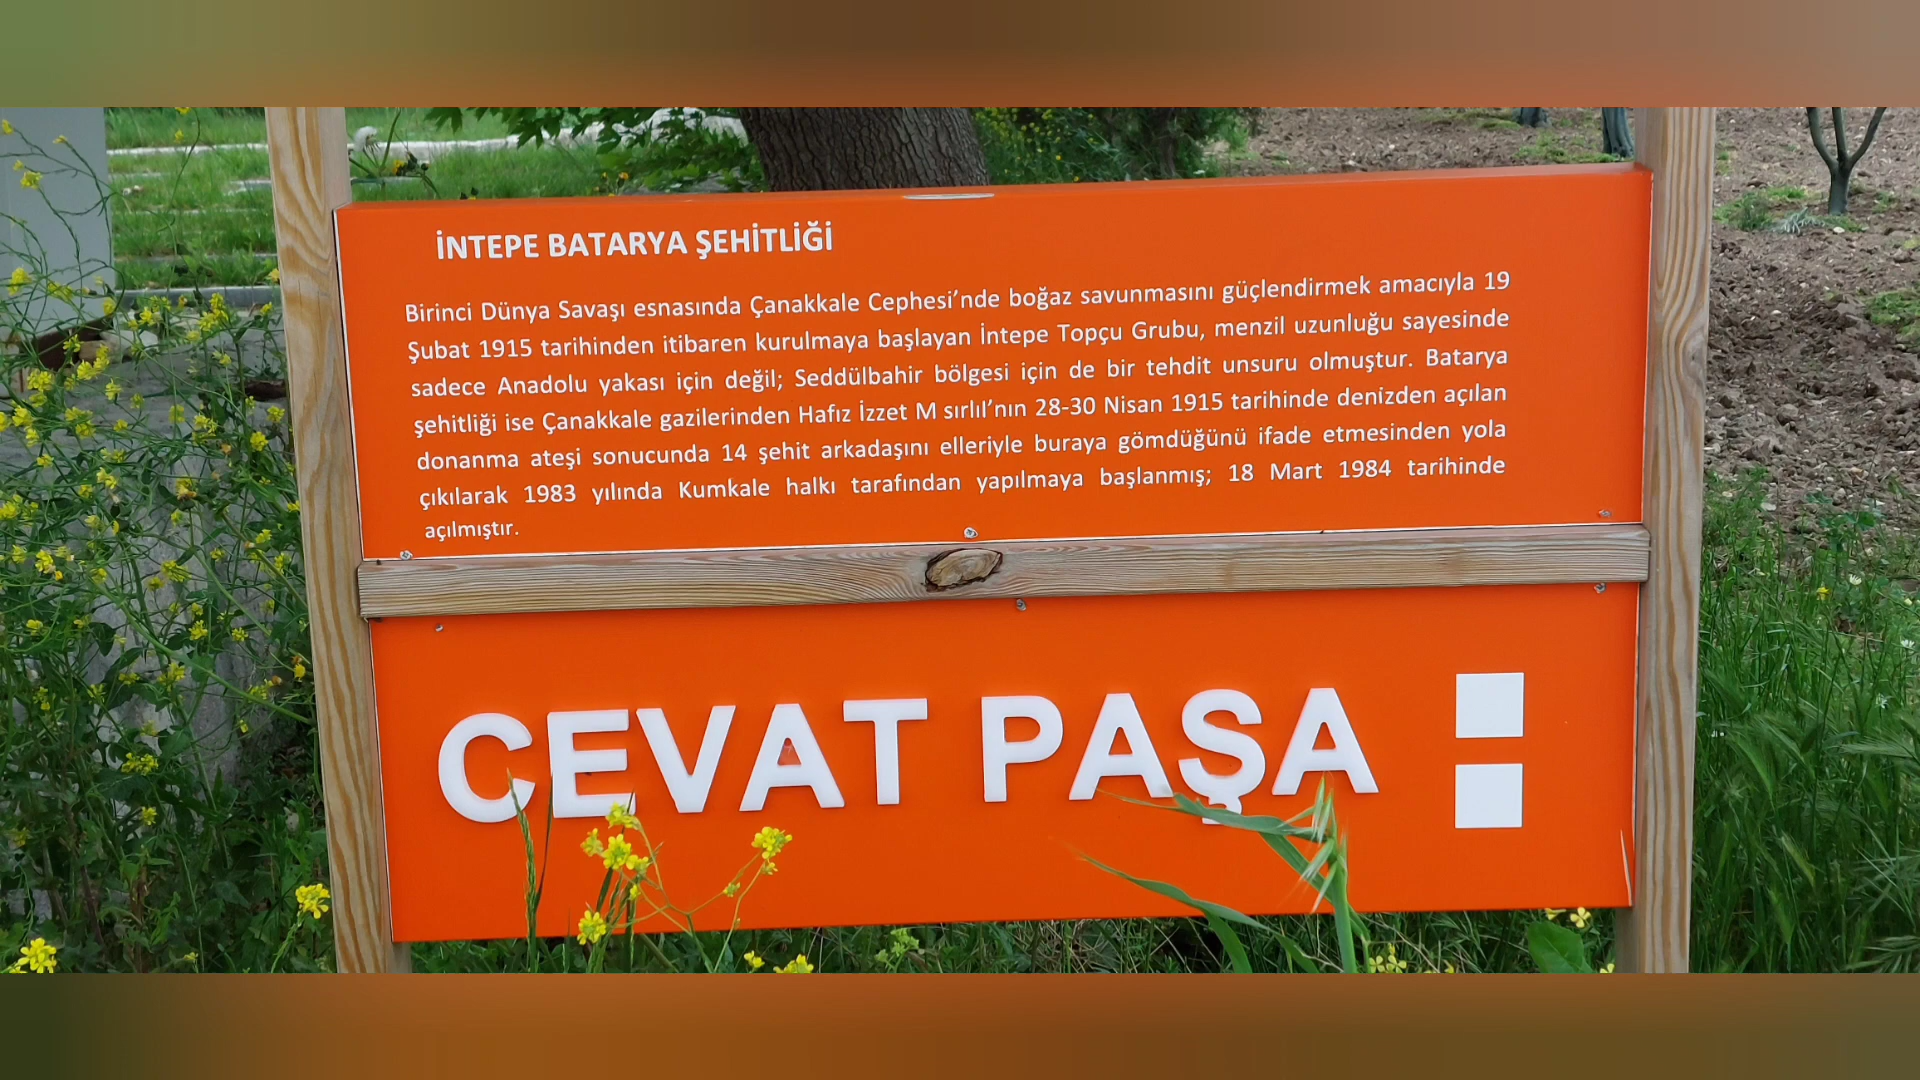 İNTEPE BATARYA ŞEHİTLİĞİ
Birinci Dünya Savaşı esnasında Çanakkale Cephesi’nde boğaz savunmasını güçlendirmek amacıyla 19
Şubat 1915 tarihinden itibaren kurulmaya başlayan İntepe Topçu Grubu, menzil uzunluğu sayesinde
sadece Anadolu yakası için değil; Seddülbahir bölgesi için de bir tehdit unsuru olmuştur. Batarya
şehitliği ise Çanakkale gazilerinden Hafız İzzet M sırlıl’nın 28-30 Nisan 1915 tarihinde denizden açılan
donanma ateşi sonucunda 14 şehit arkadaşını elleriyle buraya gömdüğünü ifade etmesinden yola
çıkılarak 1983 yılında Kumkale halkı tarafından yapılmaya başlanmış; 18 Mart 1984 tarihinde
açılmıştır.
CEVAT PAŞA